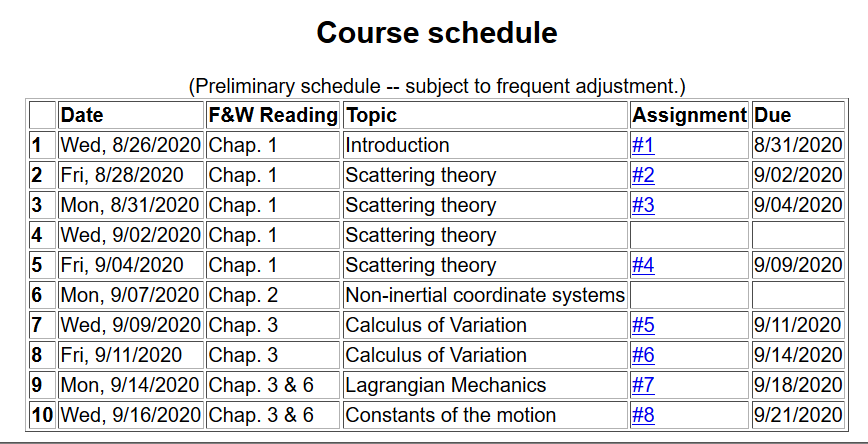 Course schedule
(Preliminary schedule -- subject to frequent adjustment.)
Date F&W Reading Topic Assignment Due
1 Wed, 8/26/2020 Chap. 1 Introduction #1 8/31/2020
2 Fri, 8/28/2020 Chap. 1 Scattering theory #2 9/02/2020
3 Mon, 8/31/2020 Chap. 1 Scattering theory #3 9/04/2020
4 Wed, 9/02/2020 Chap. 1 Scattering theory
5 Fri, 9/04/2020 Chap. 1 Scattering theory #4 9/09/2020
6 Mon, 9/07/2020 Chap. 2 Non-inertial coordinate systems
7 Wed, 9/09/2020 Chap. 3 Calculus of Variation #5 9/11/2020
8 Fri, 9/11/2020 Chap. 3 Calculus of Variation #6 9/14/2020
9 Mon, 9/14/2020 Chap. 3 & 6 Lagrangian Mechanics #7 9/18/2020
10 Wed, 9/16/2020 Chap. 3 & 6 Constants of the motion #8 9/21/2020